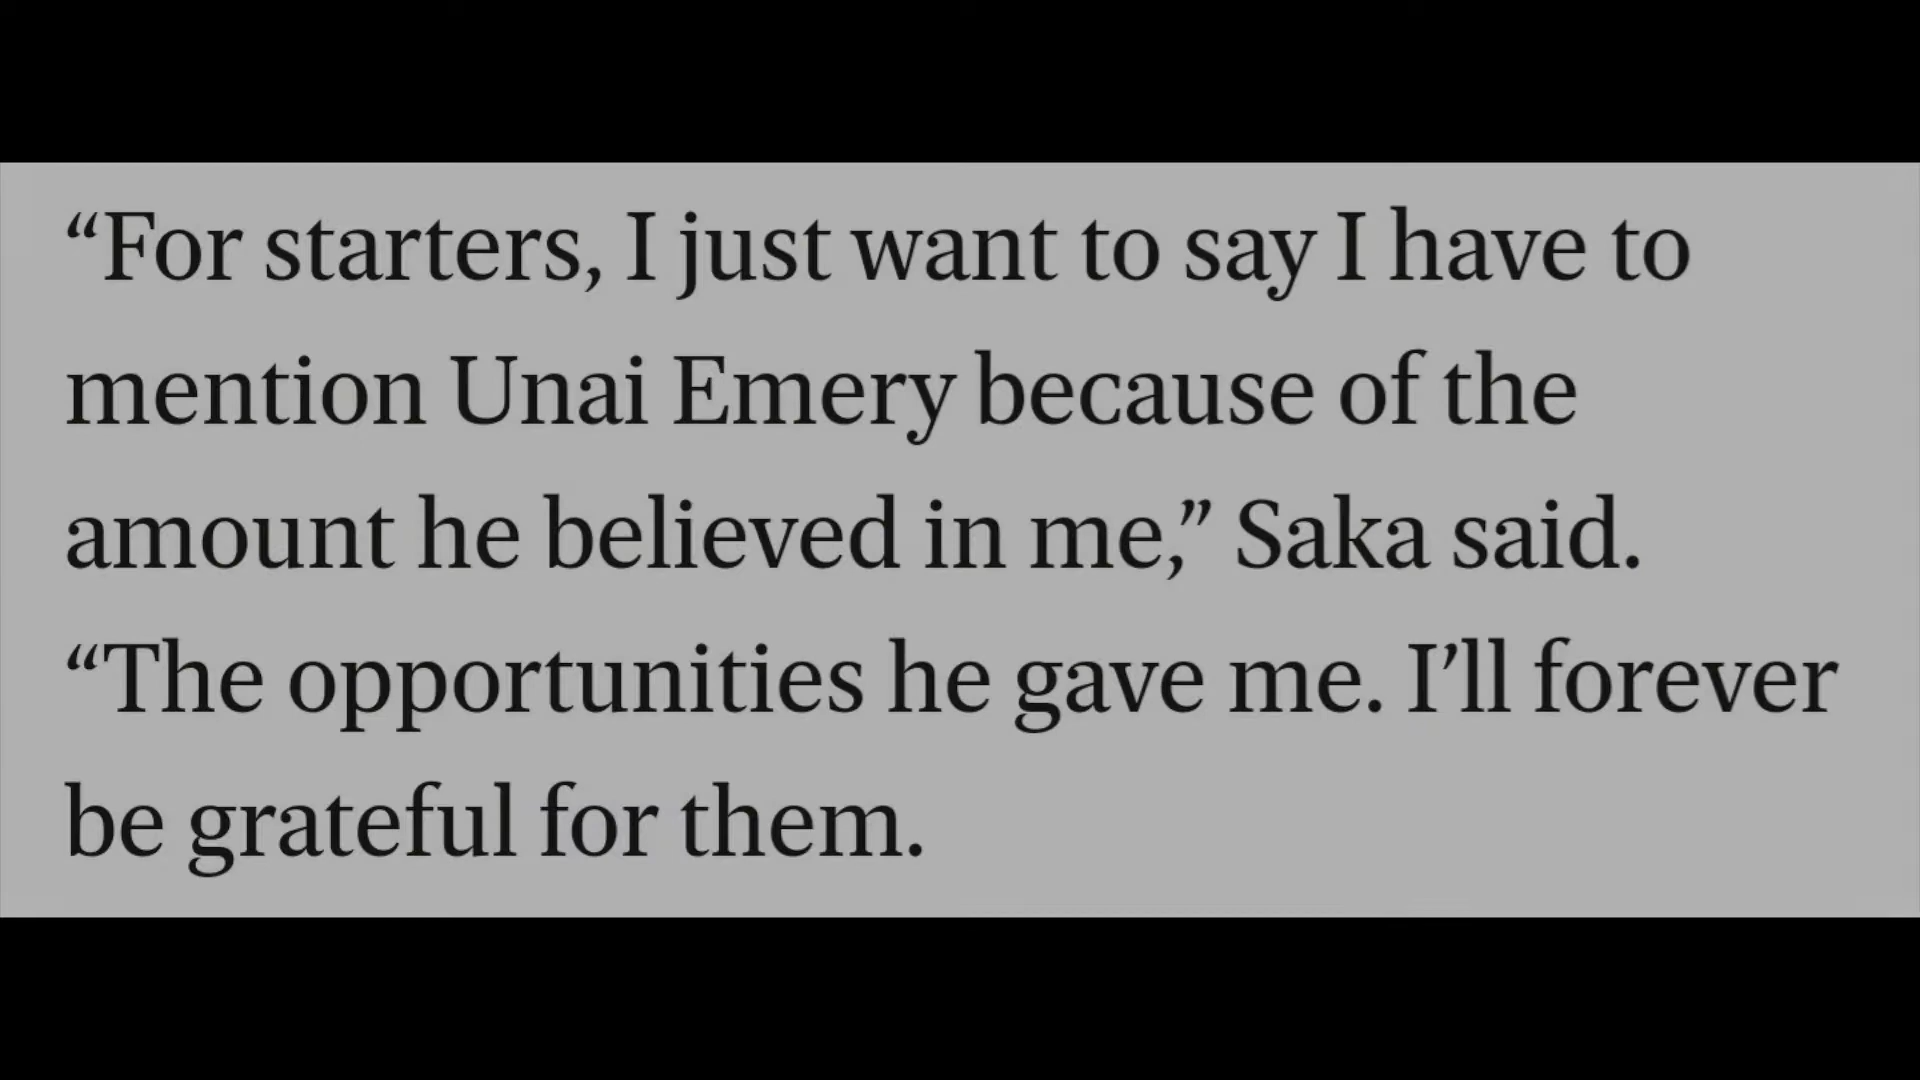 “For starters, I just want to say I have to
mention Unai Emery because of the
amount he believed in me,” Saka said.
“The opportunities he gave me. I’ll forever
be grateful for them.